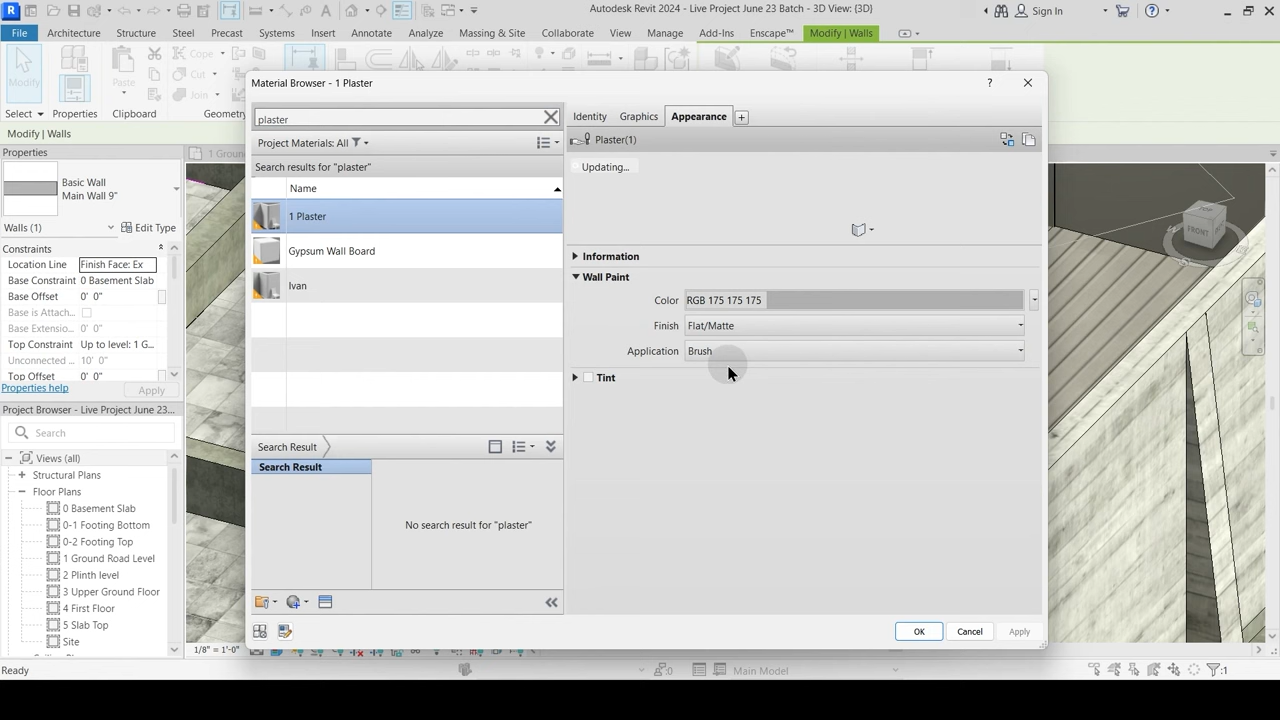 Autodesk Revit 2024 - Live Project June 23 Batch - 3D View: {3D}
Sign In
File Architecture Structure Steel Precast Systems Insert Annotate Analyze Massing & Site Collaborate View Manage Add-Ins Enscape™ Modify | Walls
Modify
Paste
Cope
Cut
Join
Select Properties Clipboard Geometry
Modify | Walls
Properties
Basic Wall
Main Wall 9"
Walls (1)
Edit Type
Constraints
Location Line Finish Face: Ex
Base Constraint 0 Basement Slab
Base Offset 0' 0"
Base is Attach...
Base Extensio... 0' 0"
Top Constraint Up to level: 1 G...
Unconnected ... 10' 0"
Top Offset 0' 0"
Properties help
Apply
Project Browser - Live Project June 23...
Search
Views (all)
Structural Plans
Floor Plans
0 Basement Slab
0-1 Footing Bottom
0-2 Footing Top
1 Ground Road Level
2 Plinth level
3 Upper Ground Floor
4 First Floor
5 Slab Top
Site
Ready
1 Ground
Material Browser - 1 Plaster
plaster
Project Materials: All
Search results for "plaster"
Name
1 Plaster
Gypsum Wall Board
Ivan
Search Result
Search Result
No search result for "plaster"
Identity Graphics Appearance
Plaster(1)
Updating...
Information
Wall Paint
Color RGB 175 175 175
Finish Flat/Matte
Application Brush
Tint
OK Cancel Apply
FRONT
TOP
1/8" = 1'-0"
:0
Main Model
:1